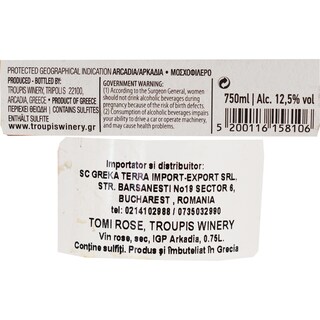 PROTECTED GEOGRAPHICAL INDICATION ARCADIA/ΑΡΚΑΔΙΑ • ΜΟΣΧΟΦΙΛΕΡΟ
PRODUCED - BOTTLED BY:
TROUPIS WINERY, TRIPOLIS 22100,
ARCADIA, GREECE • PRODUCT OF GREECE
PREPACKED IN GREECE • CONTAINS SULFITES
ENTHÄLT SULFITE
www.troupiswinery.gr
GOVERNMENT WARNING:
(1) According to the Surgeon General, women
should not drink alcoholic beverages during
pregnancy because of the risk of birth defects.
(2) Consumption of alcoholic beverages impairs your
ability to drive a car or operate machinery,
and may cause health problems.
750ml | Alc. 12,5% vol
5 200116 158106
Importator si distribuitor:
SC GREKA TERRA IMPORT-EXPORT SRL.
STR. BARSANESTI No19 SECTOR 6,
BUCHAREST , ROMANIA
tel: 0214102988 / 0735032990
TOMI ROSE, TROUPIS WINERY
Vin rose, sec, IGP Arkadia, 0.75L.
Conține sulfiți. Produs și îmbuteliat în Grecia